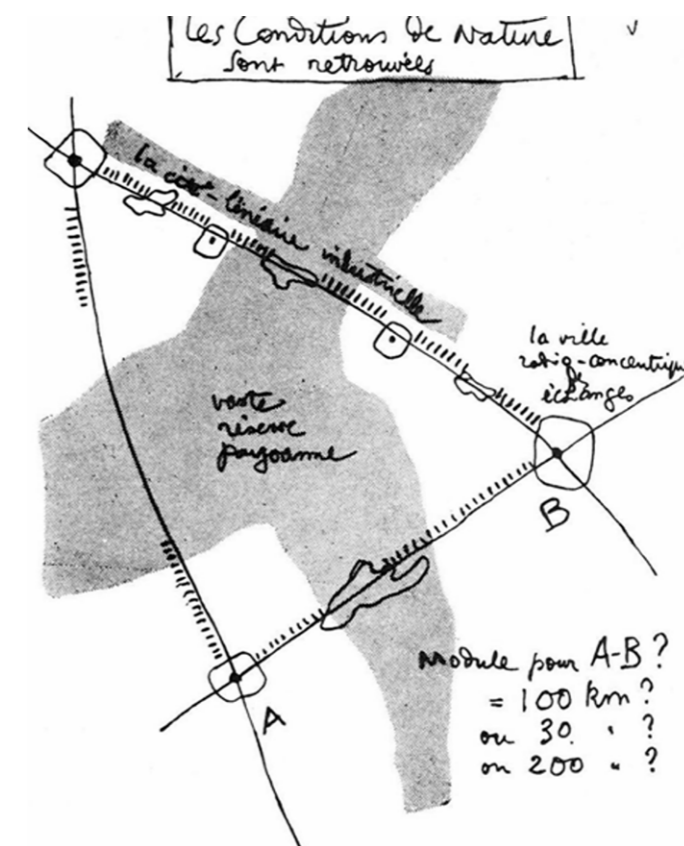 Les Conditions de Nature
sont retrouvées
la cité-linéaire industrielle
la ville
radio-concentrique
échanges
vaste
réserve
paysanne
B
A
Module pour A-B ?
= 100 km ?
ou 30. " ?
ou 200 " ?